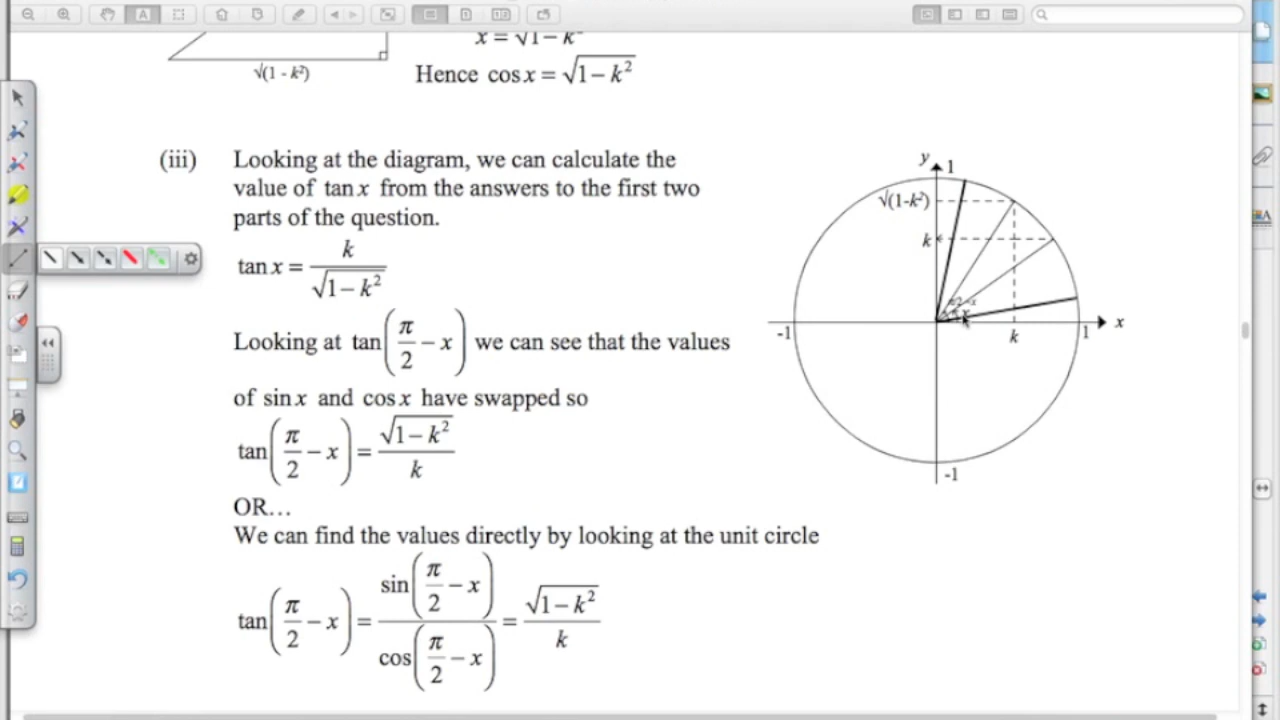 x = √1 − k²
√(1 - k²)
Hence cos x = √1 − k²
(iii) Looking at the diagram, we can calculate the
value of tan x from the answers to the first two
parts of the question.
tan x = k / √1 − k²
Looking at tan(π/2 − x) we can see that the values
of sin x and cos x have swapped so
tan(π/2 − x) = √1 − k² / k
OR...
We can find the values directly by looking at the unit circle
tan(π/2 − x) = sin(π/2 − x) / cos(π/2 − x) = √1 − k² / k
y
1
√(1-k²)
k
-1
k
1
x
-1